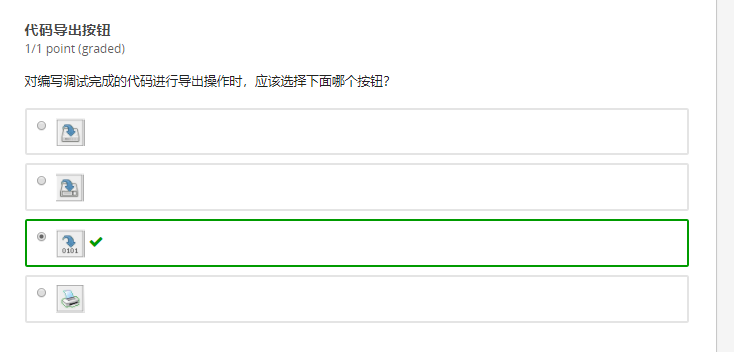 代码导出按钮
1/1 point (graded)
对编写调试完成的代码进行导出操作时，应该选择下面哪个按钮？
0101